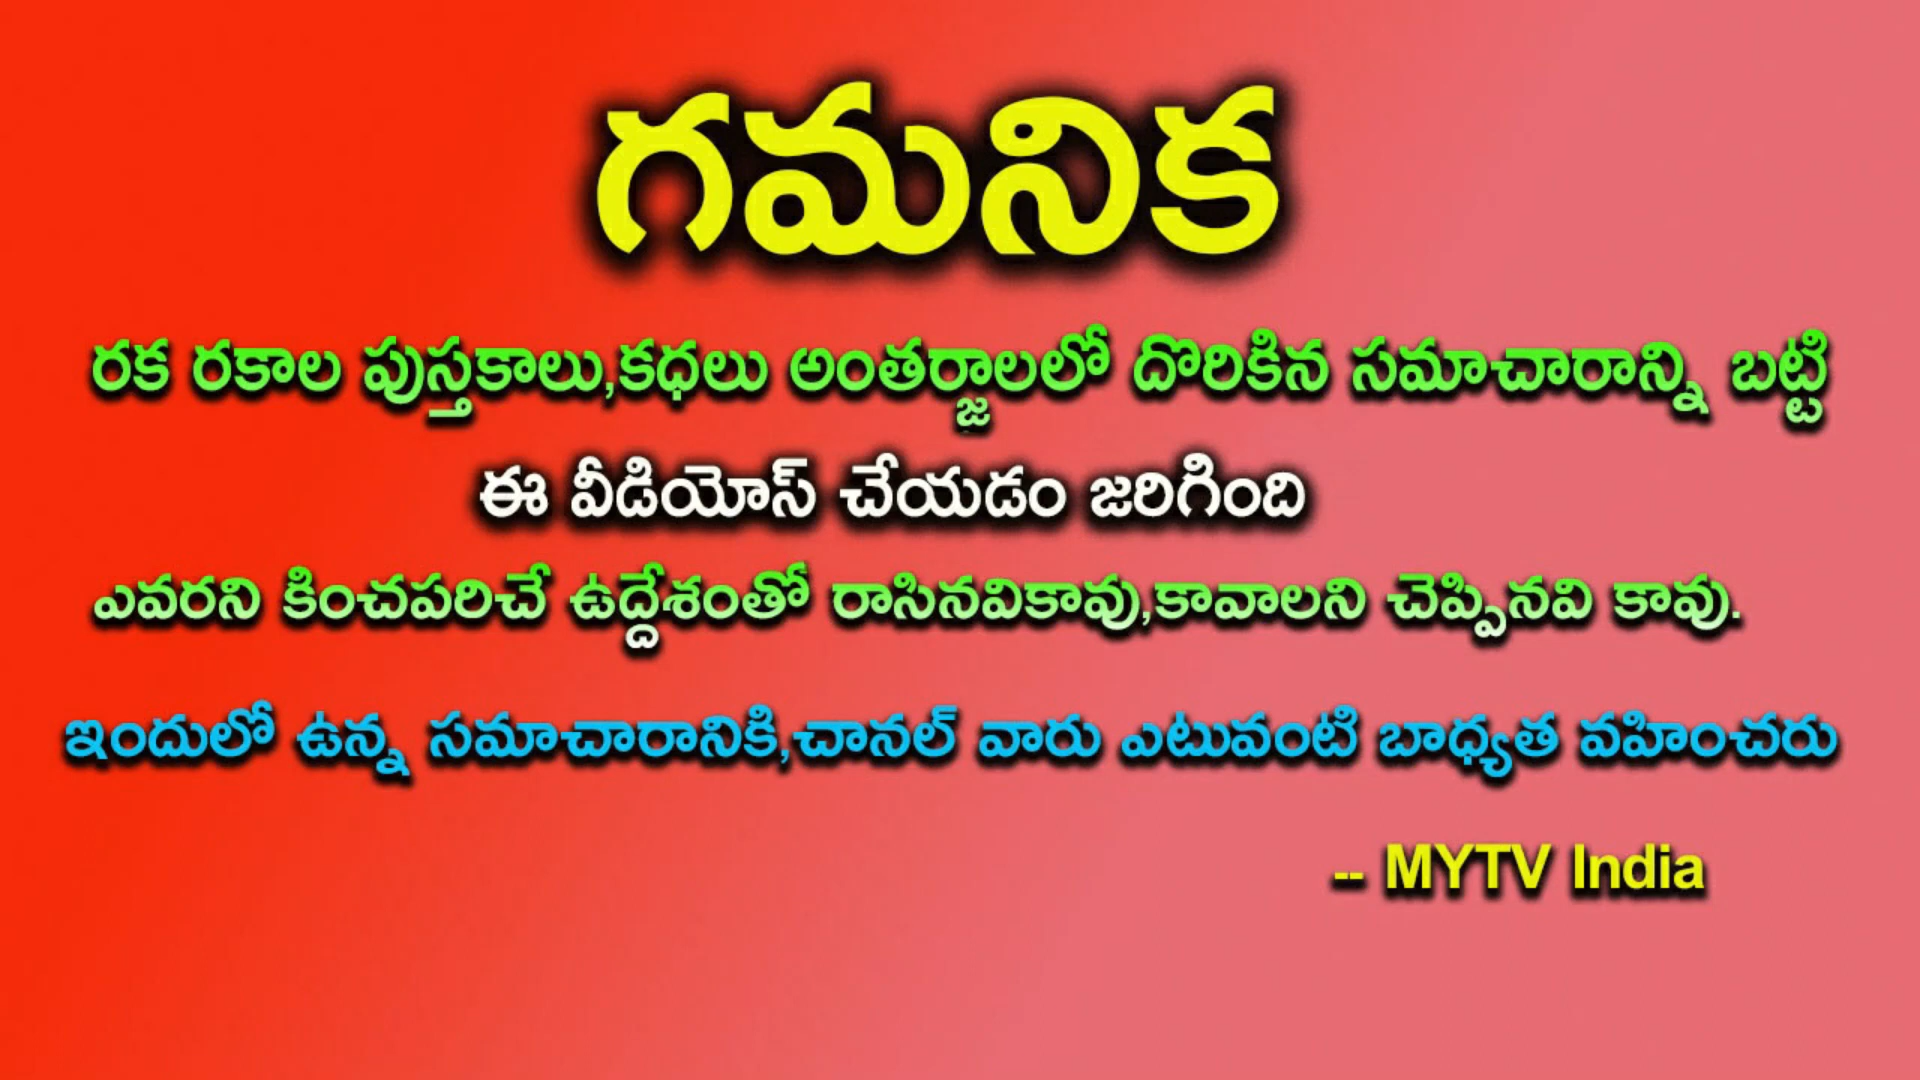 గమనిక
రక రకాల పుస్తకాలు,కధలు అంతర్జాలలో దొరికిన సమాచారాన్ని బట్టి
ఈ వీడియోస్ చేయడం జరిగింది
ఎవరని కించపరిచే ఉద్దేశంతో రాసినవికావు,కావాలని చెప్పినవి కావు.
ఇందులో ఉన్న సమాచారానికి,చానల్ వారు ఎటువంటి బాధ్యత వహించరు
-- MYTV India